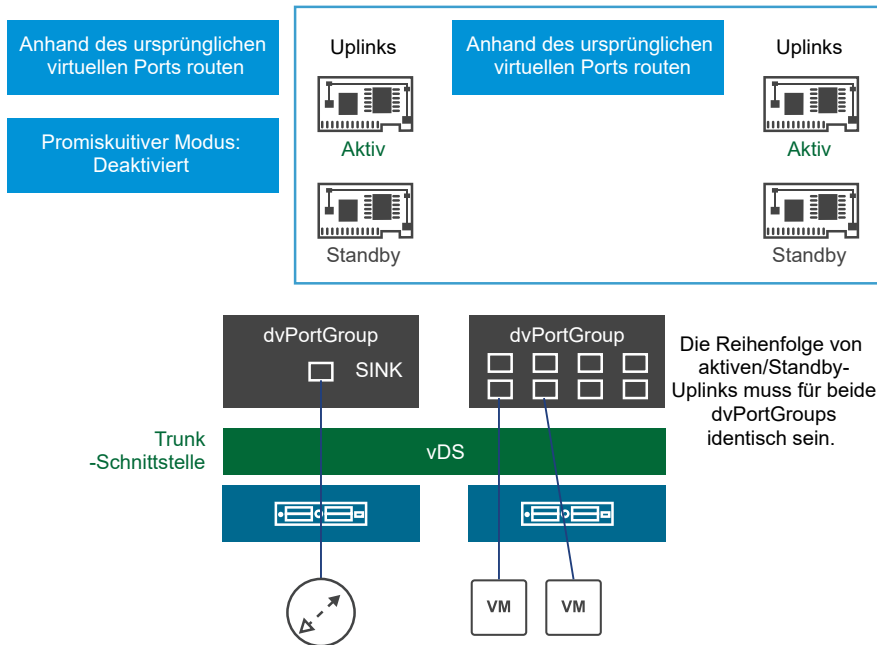 Anhand des ursprünglichen
virtuellen Ports routen
Promiskuitiver Modus:
Deaktiviert
Uplinks
Aktiv
Standby
Anhand des ursprünglichen
virtuellen Ports routen
Uplinks
Aktiv
Standby
dvPortGroup
SINK
dvPortGroup
Die Reihenfolge von
aktiven/Standby-
Uplinks muss für beide
dvPortGroups
identisch sein.
Trunk
-Schnittstelle
vDS
VM
VM